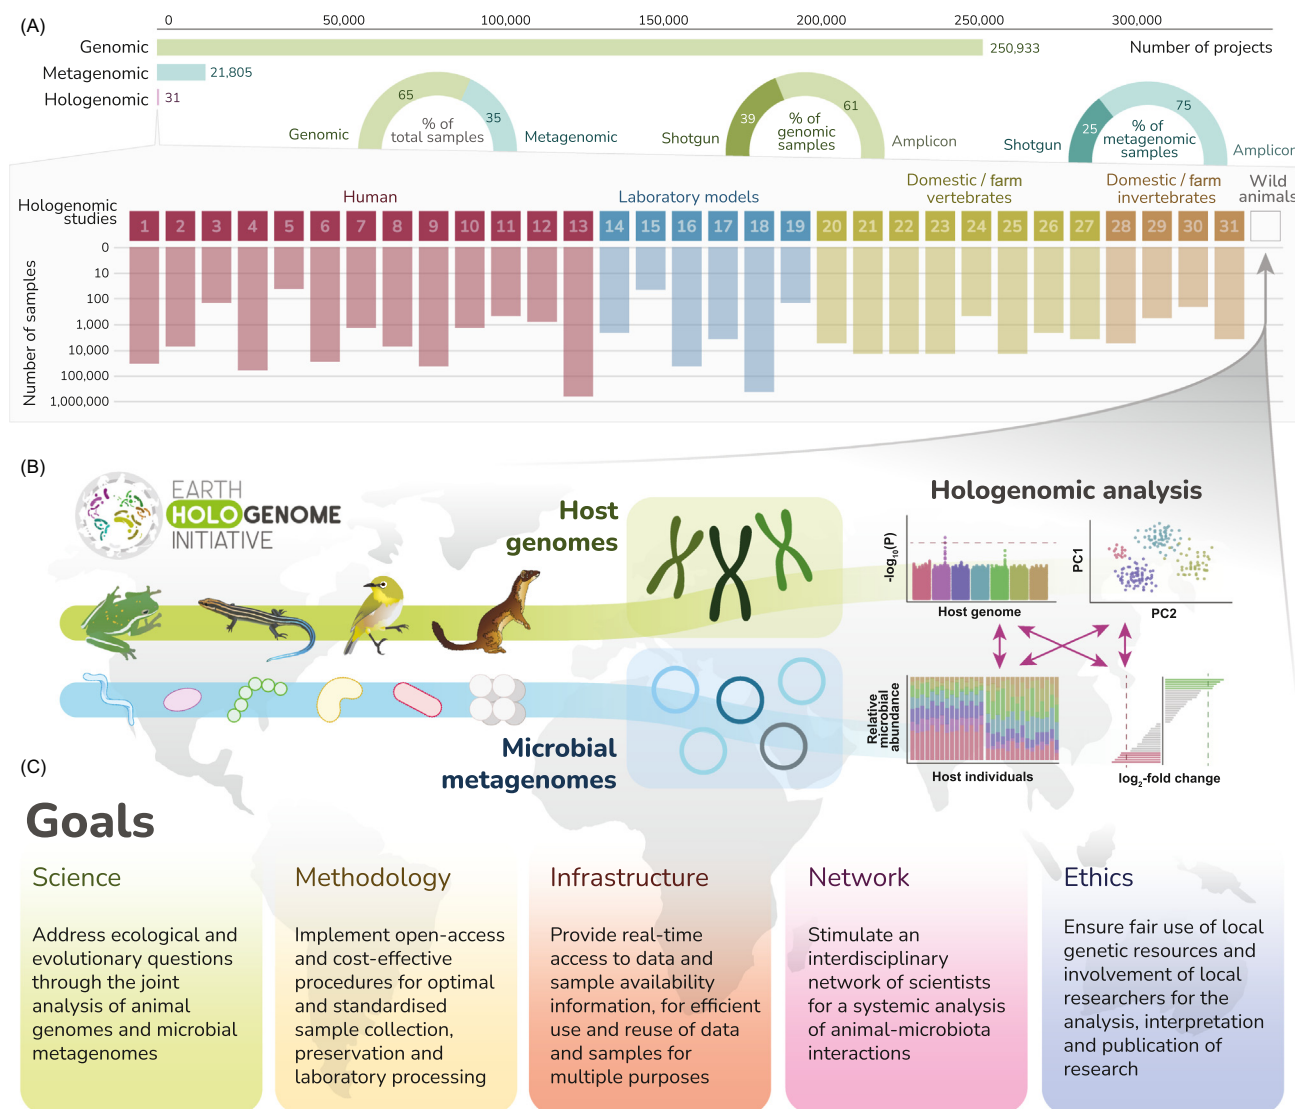 (A)
0 50,000 100,000 150,000 200,000 250,000 300,000
Genomic 250,933 Number of projects
Metagenomic 21,805
Hologenomic 31
65 35
% of
total samples
Genomic Metagenomic
39 61
% of
genomic
samples
Shotgun Amplicon
25 75
% of
metagenomic
samples
Shotgun Amplicon
Human
Laboratory models
Domestic / farm
vertebrates
Domestic / farm
invertebrates
Wild
animals
Hologenomic
studies
1 2 3 4 5 6 7 8 9 10 11 12 13 14 15 16 17 18 19 20 21 22 23 24 25 26 27 28 29 30 31
Number of samples
0
10
100
1,000
10,000
100,000
1,000,000
(B)
EARTH
HOLOGENOME
INITIATIVE
Host
genomes
Microbial
metagenomes
Hologenomic analysis
-log10(P)
Host genome
PC1
PC2
Relative
microbial
abundance
Host individuals
log2-fold change
(C)
Goals
Science
Address ecological and
evolutionary questions
through the joint
analysis of animal
genomes and microbial
metagenomes
Methodology
Implement open-access
and cost-effective
procedures for optimal
and standardised
sample collection,
preservation and
laboratory processing
Infrastructure
Provide real-time
access to data and
sample availability
information, for efficient
use and reuse of data
and samples for
multiple purposes
Network
Stimulate an
interdisciplinary
network of scientists
for a systemic analysis
of animal-microbiota
interactions
Ethics
Ensure fair use of local
genetic resources and
involvement of local
researchers for the
analysis, interpretation
and publication of
research